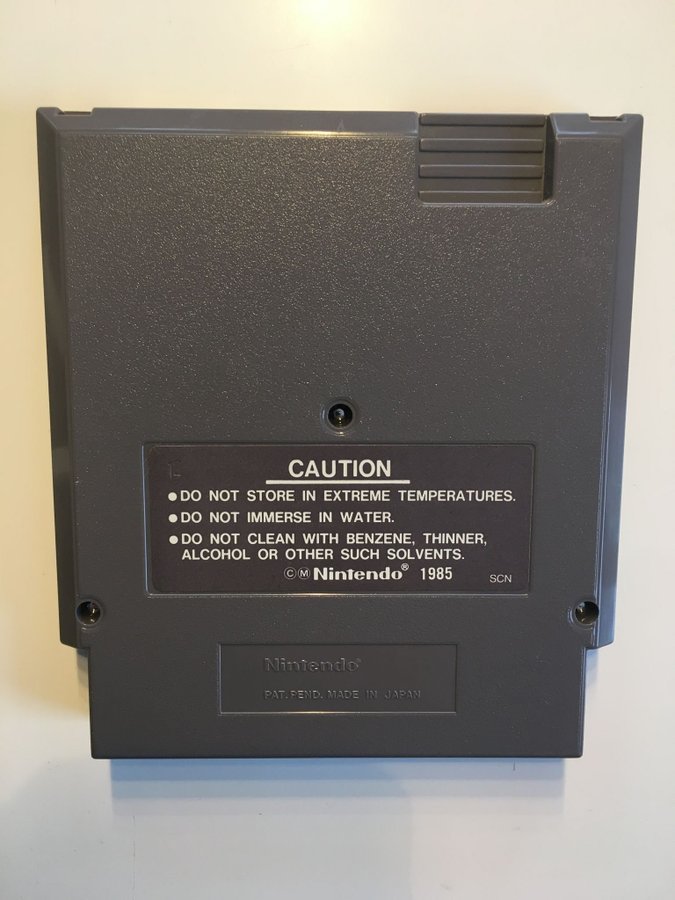 CAUTION
●DO NOT STORE IN EXTREME TEMPERATURES.
●DO NOT IMMERSE IN WATER.
●DO NOT CLEAN WITH BENZENE, THINNER,
ALCOHOL OR OTHER SUCH SOLVENTS.
ⒸⓂ Nintendo® 1985 SCN
Nintendo®
PAT. PEND. MADE IN JAPAN